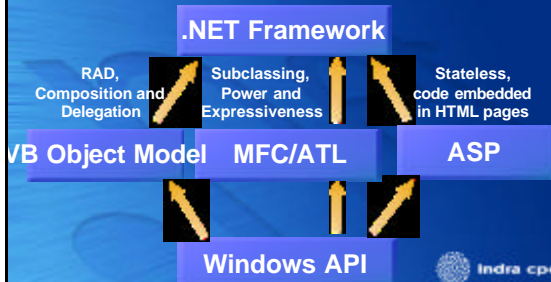 .NET Framework
RAD,
Composition and
Delegation
Subclassing,
Power and
Expressiveness
Stateless,
code embedded
in HTML pages
VB Object Model
MFC/ATL
ASP
Windows API
Indra